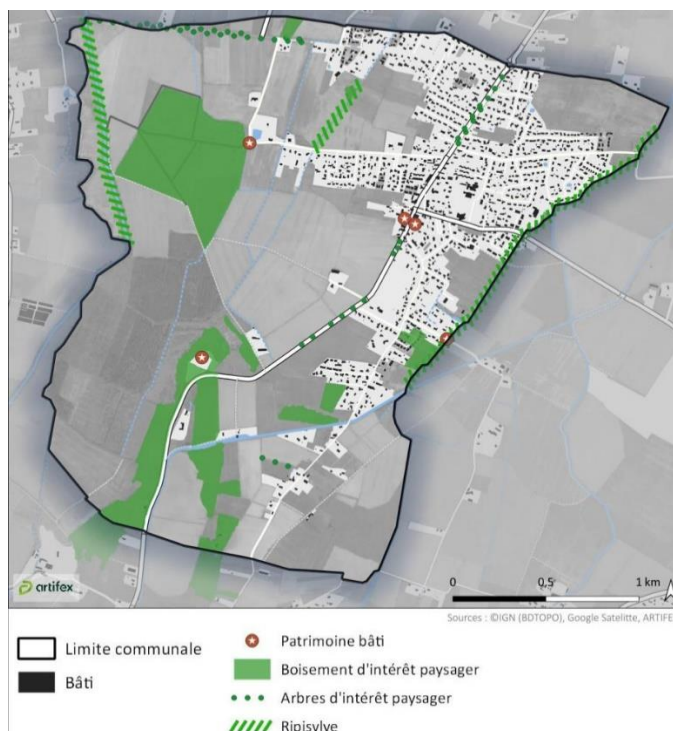 artifex
0 0,5 1 km
Sources : ©IGN (BDTOPO), Google Satelitte, ARTIFE
Limite communale
Bâti
Patrimoine bâti
Boisement d'intérêt paysager
Arbres d'intérêt paysager
Ripisylve